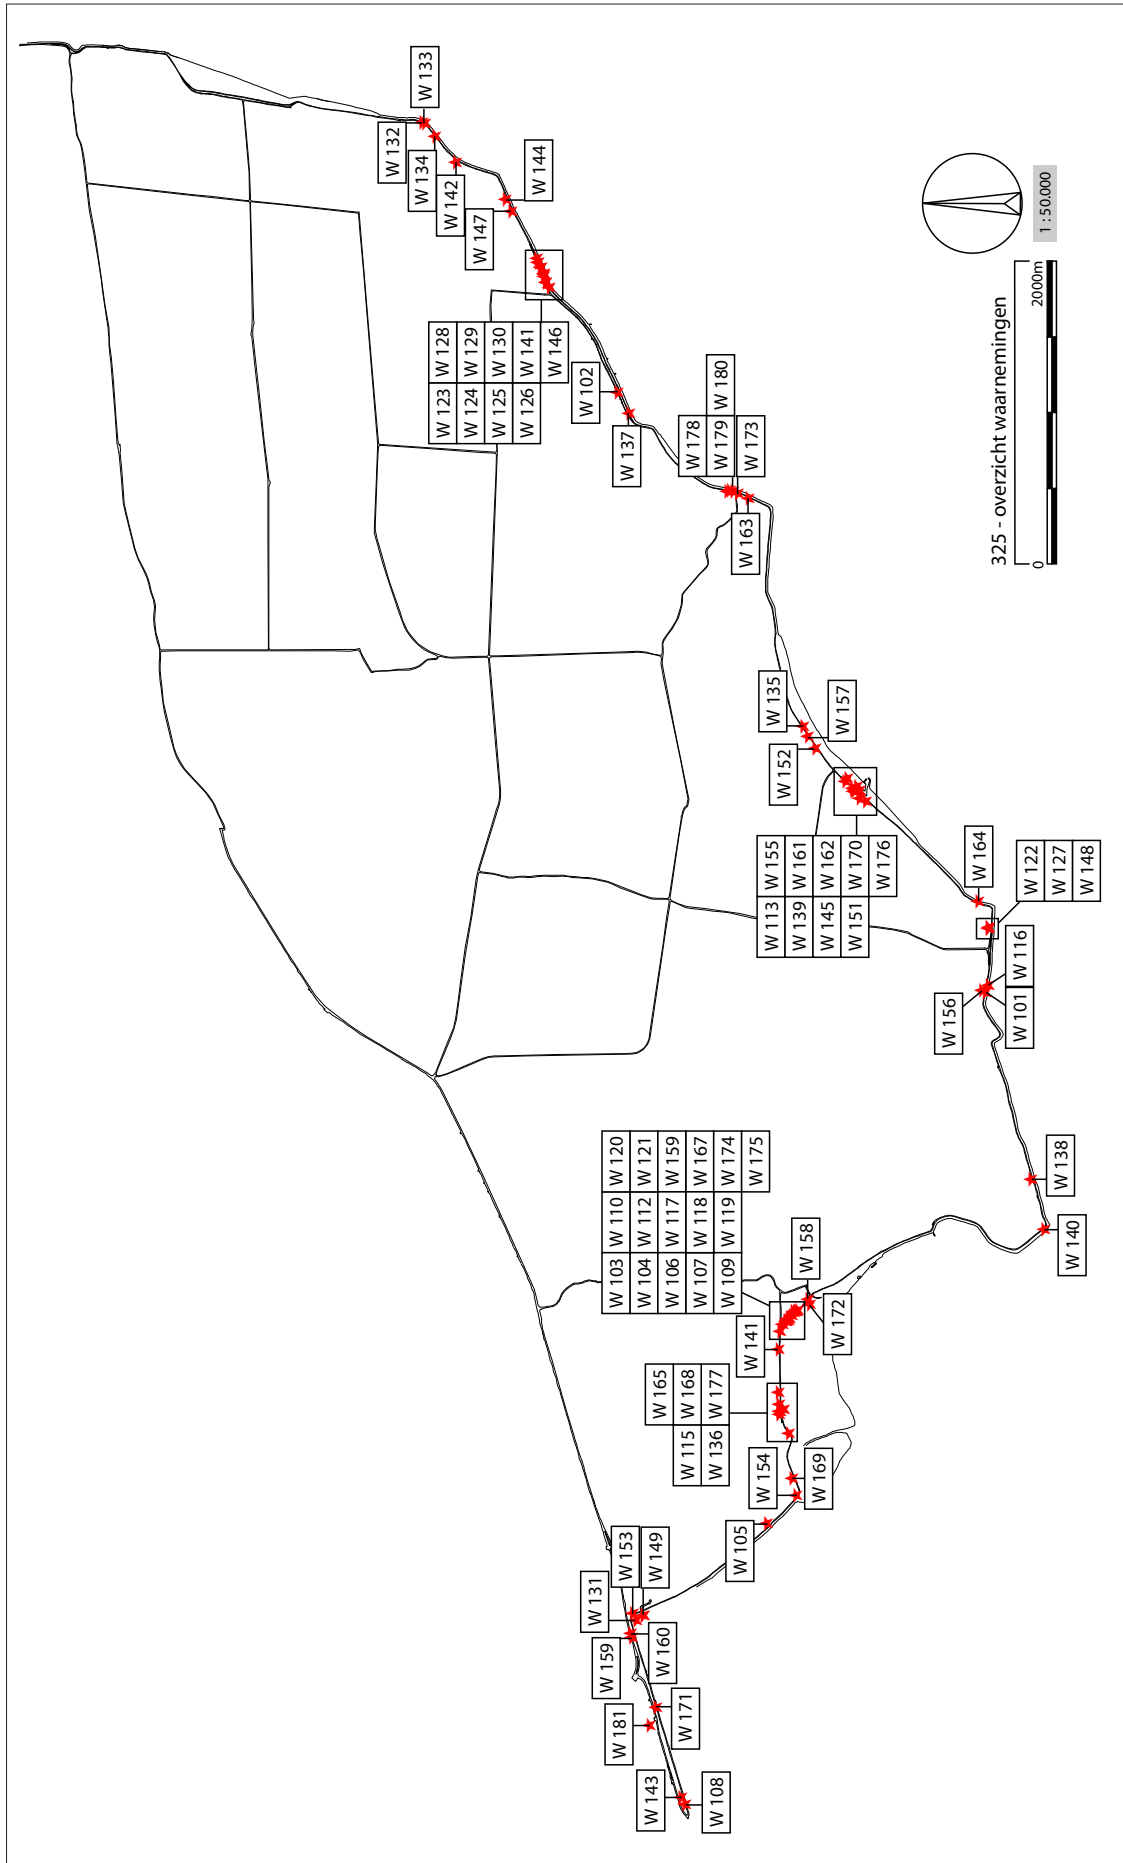 W 133
W 132
W 134
W 142
W 144
W 147
W 123 W 128
W 124 W 129
W 125 W 130
W 126 W 141
W 146
W 102
W 137
W 178
W 179 W 180
W 173
W 163
W 135
W 157
W 152
W 113 W 155
W 139 W 161
W 145 W 162
W 151 W 170
W 176
W 164
W 122
W 127
W 148
W 156
W 101 W 116
W 138
W 140
W 103 W 110 W 120
W 104 W 112 W 121
W 106 W 117 W 159
W 107 W 118 W 167
W 109 W 119 W 174
W 175
W 158
W 172
W 141
W 165
W 115 W 168
W 136 W 177
W 154
W 169
W 105
W 153
W 131
W 149
W 159
W 160
W 171
W 181
W 143
W 108
325 - overzicht waarnemingen
0 2000m
1 : 50.000